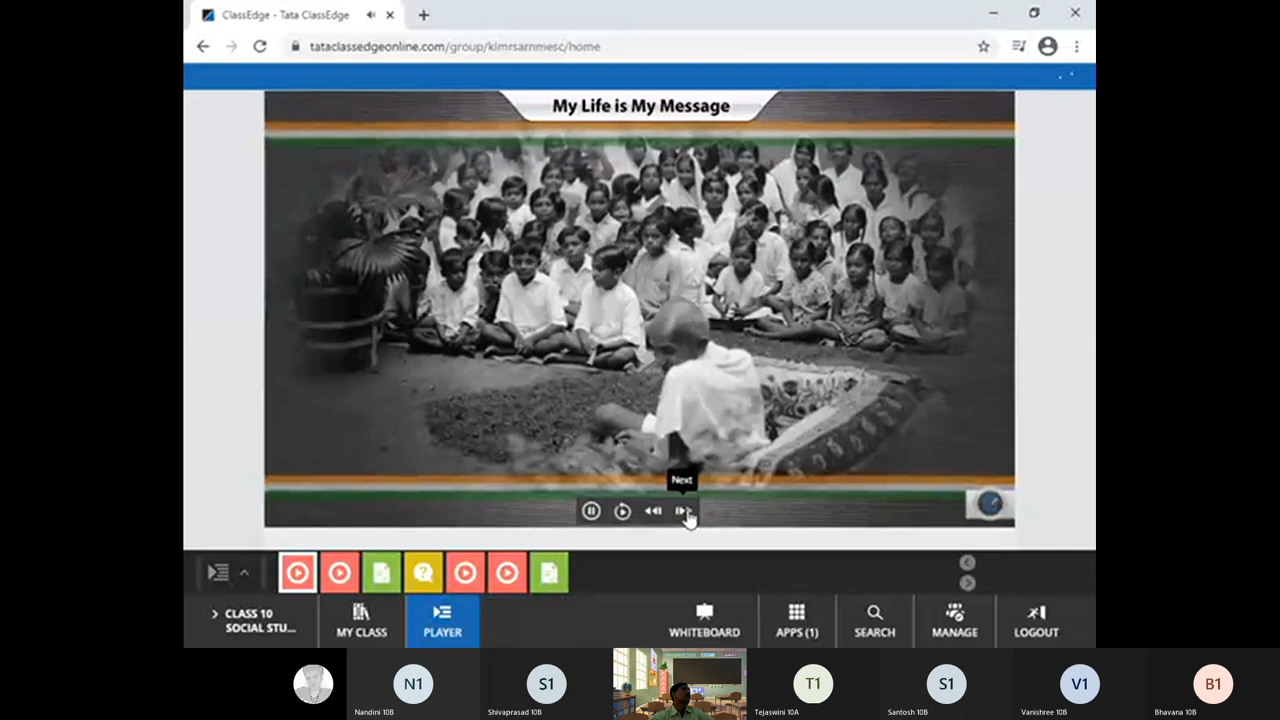 ClassEdge - Tata ClassEdge
tataclassedgeonline.com/group/klmrsarnmesc/home
My Life is My Message
Next
CLASS 10
SOCIAL STU...
MY CLASS
PLAYER
WHITEBOARD
APPS (1)
SEARCH
MANAGE
LOGOUT
N1
S1
T1
S1
V1
B1
Nandini 10B
Shivaprasad 10B
Tejaswini 10A
Santosh 10B
Vanishree 10B
Bhavana 10B